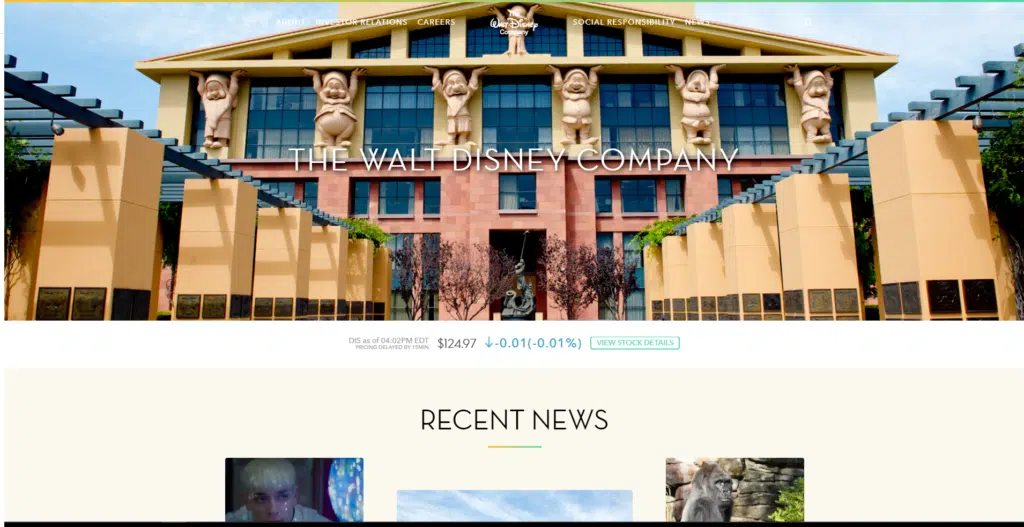 ABOUT INVESTOR RELATIONS CAREERS The Walt Disney Company SOCIAL RESPONSIBILITY NEWS
THE WALT DISNEY COMPANY
DIS as of 04:02PM EDT
PRICING DELAYED BY 15MIN
$124.97 ↓-0.01(-0.01%) VIEW STOCK DETAILS
RECENT NEWS